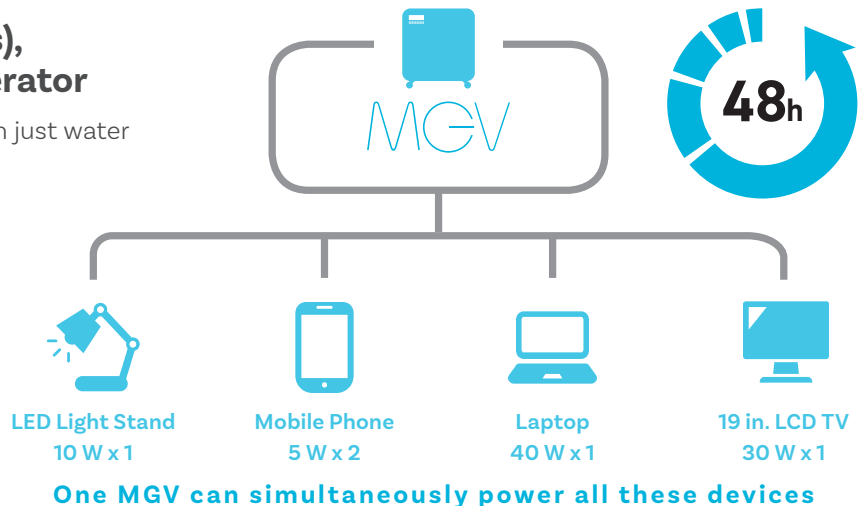 s),
erator
n just water
MGV
48h
LED Light Stand
10 W x 1
Mobile Phone
5 W x 2
Laptop
40 W x 1
19 in. LCD TV
30 W x 1
One MGV can simultaneously power all these devices